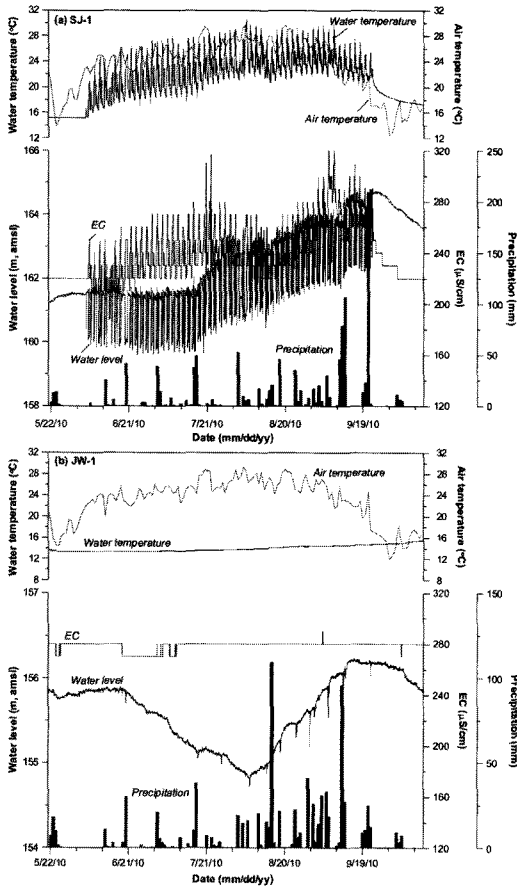 (a) SJ-1
Water temperature (°C)
32
28
24
20
16
12
Water temperature
Air temperature
32
28
24
20
16
12
Air temperature (°C)
Water level (m, amsl)
166
164
162
160
158
EC
Water level
Precipitation
320
280
240
200
160
120
EC (μS/cm)
250
200
150
100
50
0
Precipitation (mm)
5/22/10 6/21/10 7/21/10 8/20/10 9/19/10
Date (mm/dd/yy)
(b) JW-1
Water temperature (°C)
32
28
24
20
16
12
8
Air temperature
Water temperature
32
28
24
20
16
12
8
Air temperature (°C)
Water level (m, amsl)
157
156
155
154
EC
Water level
Precipitation
320
280
240
200
160
120
EC (μS/cm)
150
100
50
0
Precipitation (mm)
5/22/10 6/21/10 7/21/10 8/20/10 9/19/10
Date (mm/dd/yy)